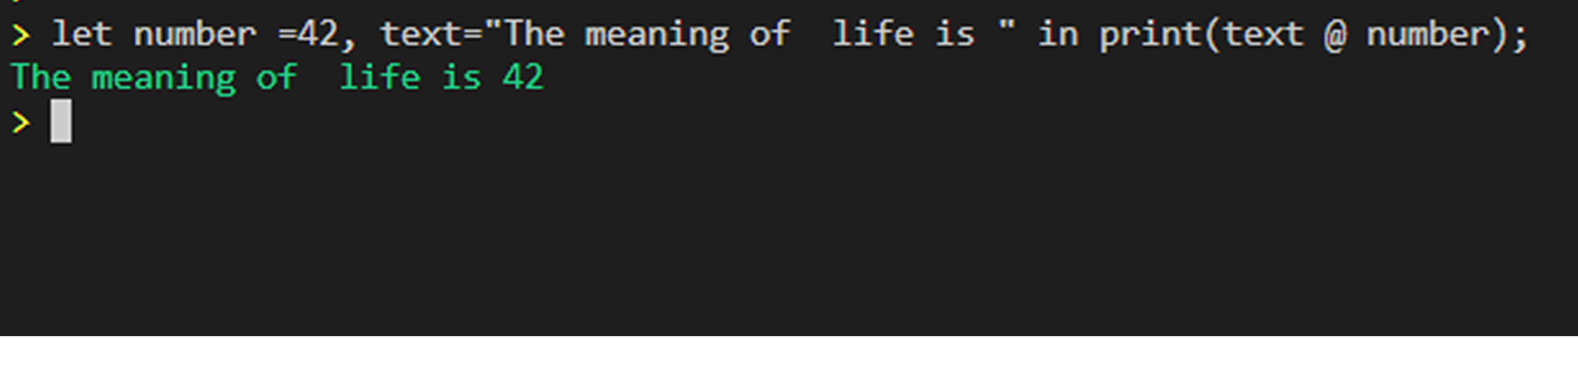 > let number =42, text="The meaning of  life is " in print(text @ number);
The meaning of  life is 42
>